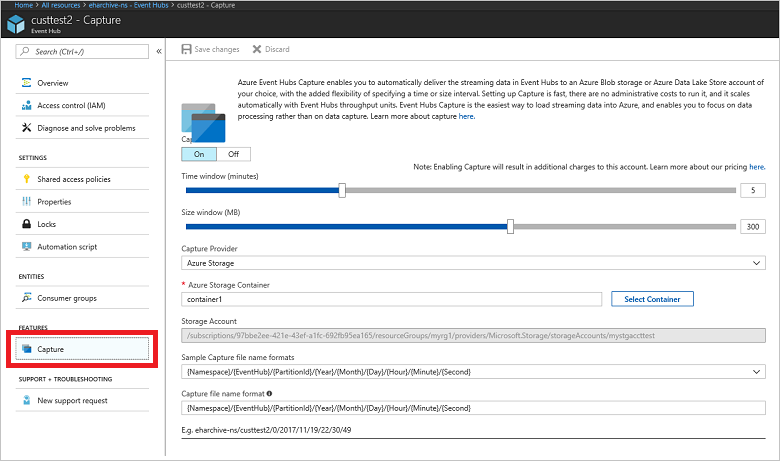 Home > All resources > eharchive-ns - Event Hubs > custtest2 - Capture
custtest2 - Capture
Event Hub
Search (Ctrl+/)
«
Overview
Access control (IAM)
Diagnose and solve problems
SETTINGS
Shared access policies
Properties
Locks
Automation script
ENTITIES
Consumer groups
FEATURES
Capture
SUPPORT + TROUBLESHOOTING
New support request
Save changes Discard
Azure Event Hubs Capture enables you to automatically deliver the streaming data in Event Hubs to an Azure Blob storage or Azure Data Lake Store account of
your choice, with the added flexibility of specifying a time or size interval. Setting up Capture is fast, there are no administrative costs to run it, and it scales
automatically with Event Hubs throughput units. Event Hubs Capture is the easiest way to load streaming data into Azure, and enables you to focus on data
processing rather than on data capture. Learn more about capture here.
On Off
Note: Enabling Capture will result in additional charges to this account. Learn more about our pricing here.
Time window (minutes)
5
Size window (MB)
300
Capture Provider
Azure Storage
* Azure Storage Container
container1
Select Container
Storage Account
/subscriptions/97bbe2ee-421e-43ef-a1fc-692fb95ea165/resourceGroups/myrg1/providers/Microsoft.Storage/storageAccounts/mystgaccttest
Sample Capture file name formats
{Namespace}/{EventHub}/{PartitionId}/{Year}/{Month}/{Day}/{Hour}/{Minute}/{Second}
Capture file name format
{Namespace}/{EventHub}/{PartitionId}/{Year}/{Month}/{Day}/{Hour}/{Minute}/{Second}
E.g. eharchive-ns/custtest2/0/2017/11/19/22/30/49